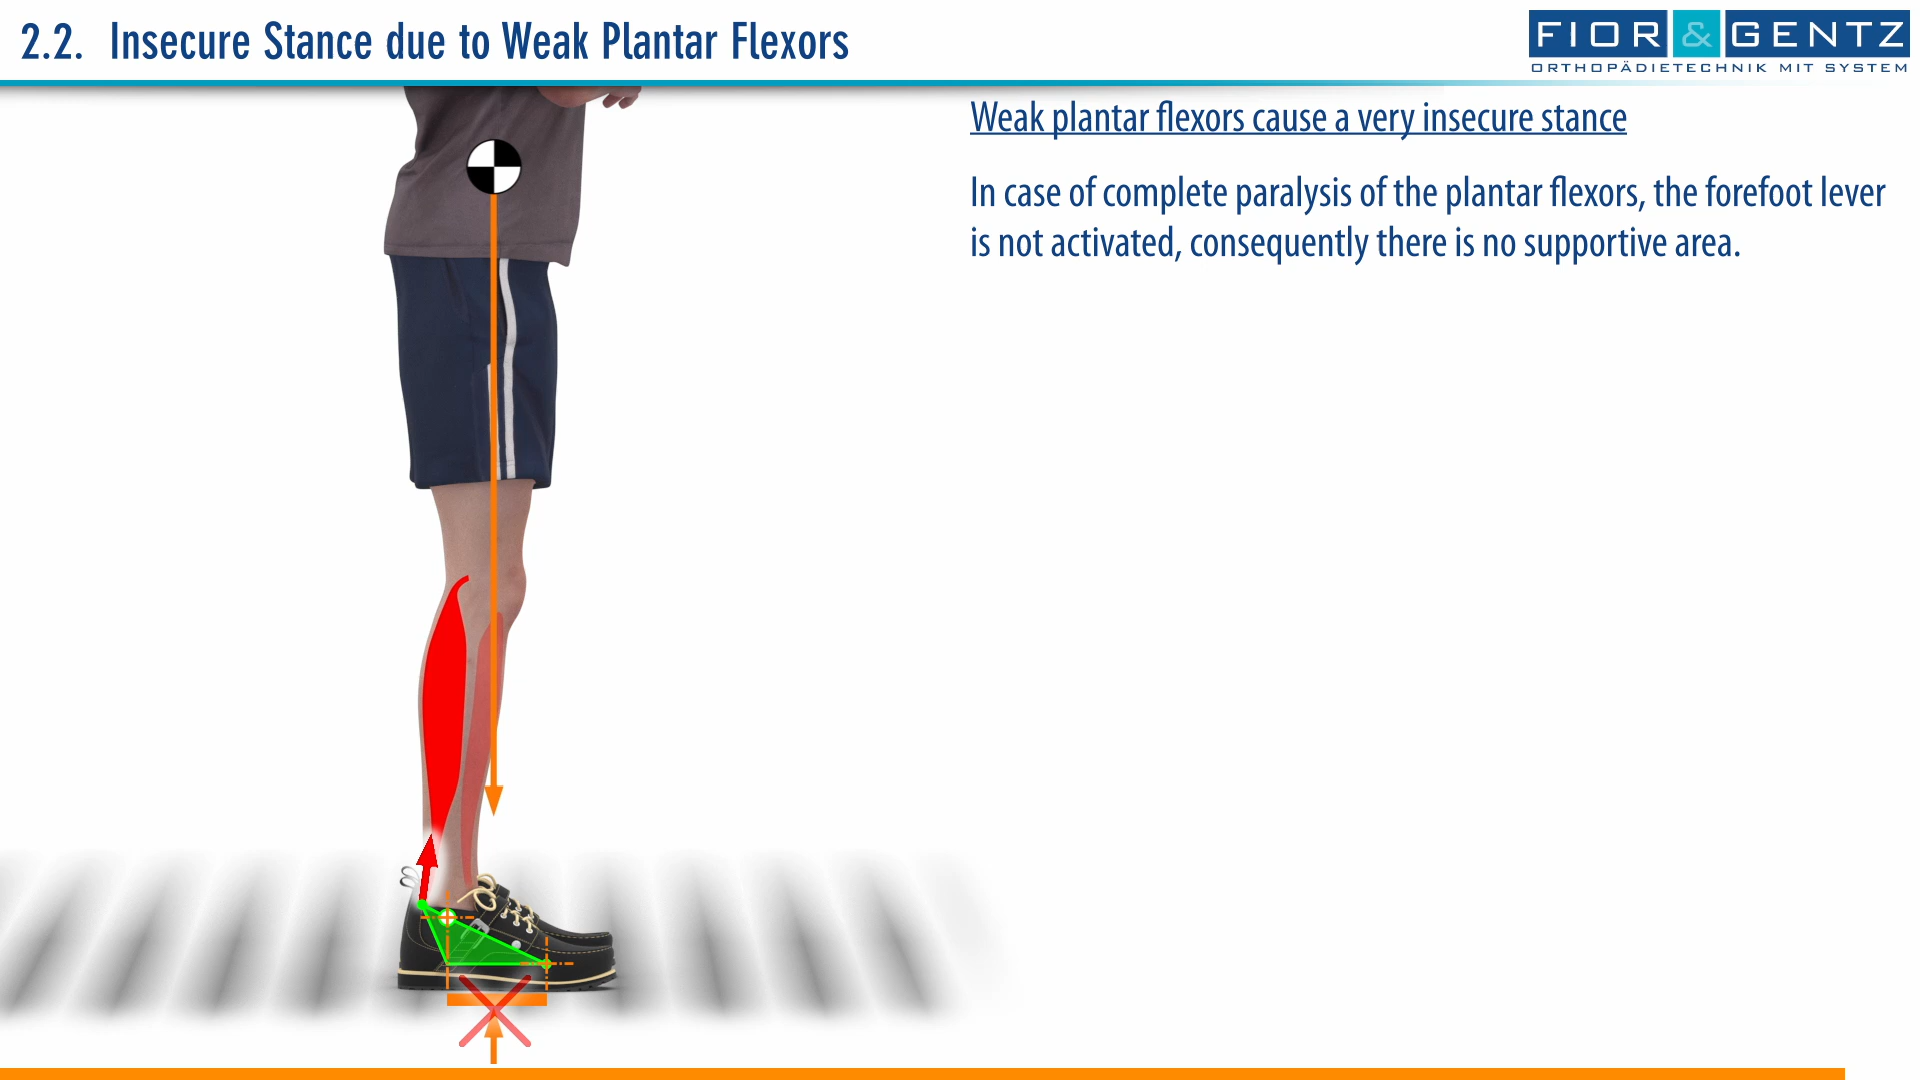 2.2. Insecure Stance due to Weak Plantar Flexors
FIOR & GENTZ
ORTHOPÄDIETECHNIK MIT SYSTEM
Weak plantar flexors cause a very insecure stance
In case of complete paralysis of the plantar flexors, the forefoot lever
is not activated, consequently there is no supportive area.